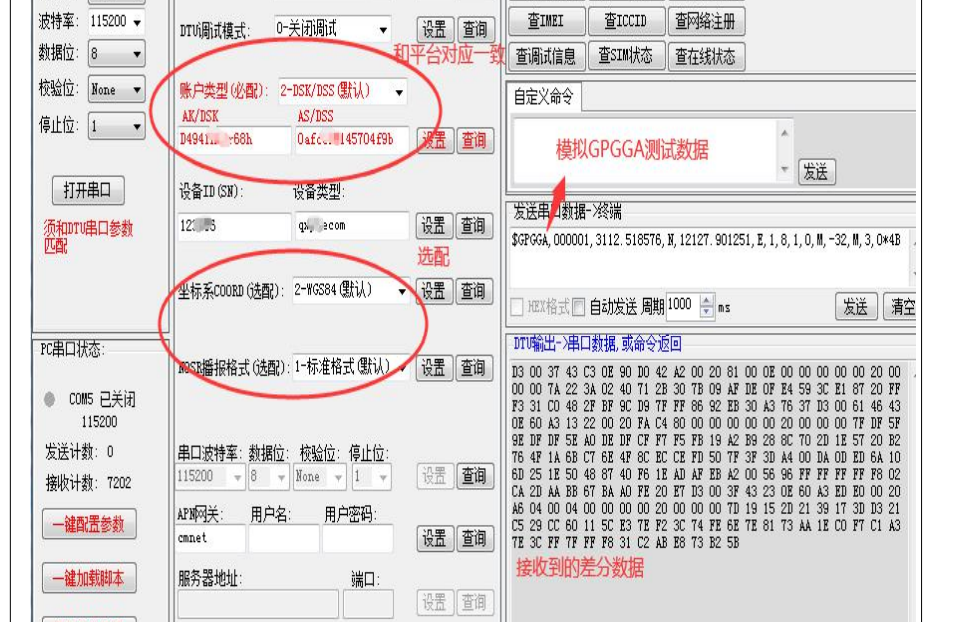 波特率: 115200
数据位: 8
校验位: None
停止位: 1
打开串口
须和DTU串口参数
匹配
PC串口状态:
COM5 已关闭
115200
发送计数: 0
接收计数: 7202
一键配置参数
一键加载脚本
DTU调试模式: 0-关闭调试 设置 查询
和平台对应一致
账户类型(必配): 2-DSK/DSS(默认)
AK/DSK AS/DSS
设置 查询
设备ID(SN): 设备类型:
设置 查询
选配
坐标系COORD(选配): 2-WGS84(默认) 设置 查询
播报格式(选配): 1-标准格式(默认) 设置 查询
串口波特率: 数据位: 校验位: 停止位:
115200 8 None 1 设置 查询
APN网关: 用户名: 用户密码:
cmnet 设置 查询
服务器地址: 端口:
设置 查询
查IMEI 查ICCID 查网络注册
查调试信息 查SIM状态 查在线状态
自定义命令
模拟GPGGA测试数据
发送
发送串口数据->终端
$GPGGA,000001,3112.518576,N,12127.901251,E,1,8,1,0,M,-32,M,3,0*4B
HEX格式 自动发送 周期 1000 ms 发送 清空
DTU输出->串口数据,或命令返回
D3 00 37 43 C3 0E 90 D0 42 A2 00 20 81 00 0E 00 00 00 00 00 20 00
00 00 7A 22 3A 02 40 71 2B 30 7B 09 AF DE 0F E4 59 3C E1 87 20 FF
F3 31 C0 48 2F BF 9C D9 7F FF 86 92 EB 30 A3 76 37 D3 00 61 46 43
0E 60 A3 13 22 00 20 FA C4 80 00 00 00 00 00 20 00 00 00 7F DF 5F
9E DF DF 5E A0 DE DF CF F7 F5 FB 19 A2 B9 28 8C 70 2D 1E 57 20 B2
76 4F 1A 6B C7 6E 4F 8C EC CE FD 50 7F 3F 3D A4 00 DA 0D ED 6A 10
6D 25 1E 50 48 87 40 F6 1E AD AF EB A2 00 56 96 FF FF FF FF F8 02
CA 2D AA BB 67 BA A0 FE 20 E7 D3 00 3F 43 23 0E 60 A3 ED E0 00 20
A6 04 00 04 00 00 00 00 20 00 00 00 7D 19 15 2D 21 39 17 3D D3 21
C5 29 CC 60 11 5C E3 7E F2 3C 74 FE 6E 7E 81 73 AA 1E C0 F7 C1 A3
7E 3C FF 7F FF F8 31 C2 AB E8 73 B2 5B
接收到的差分数据